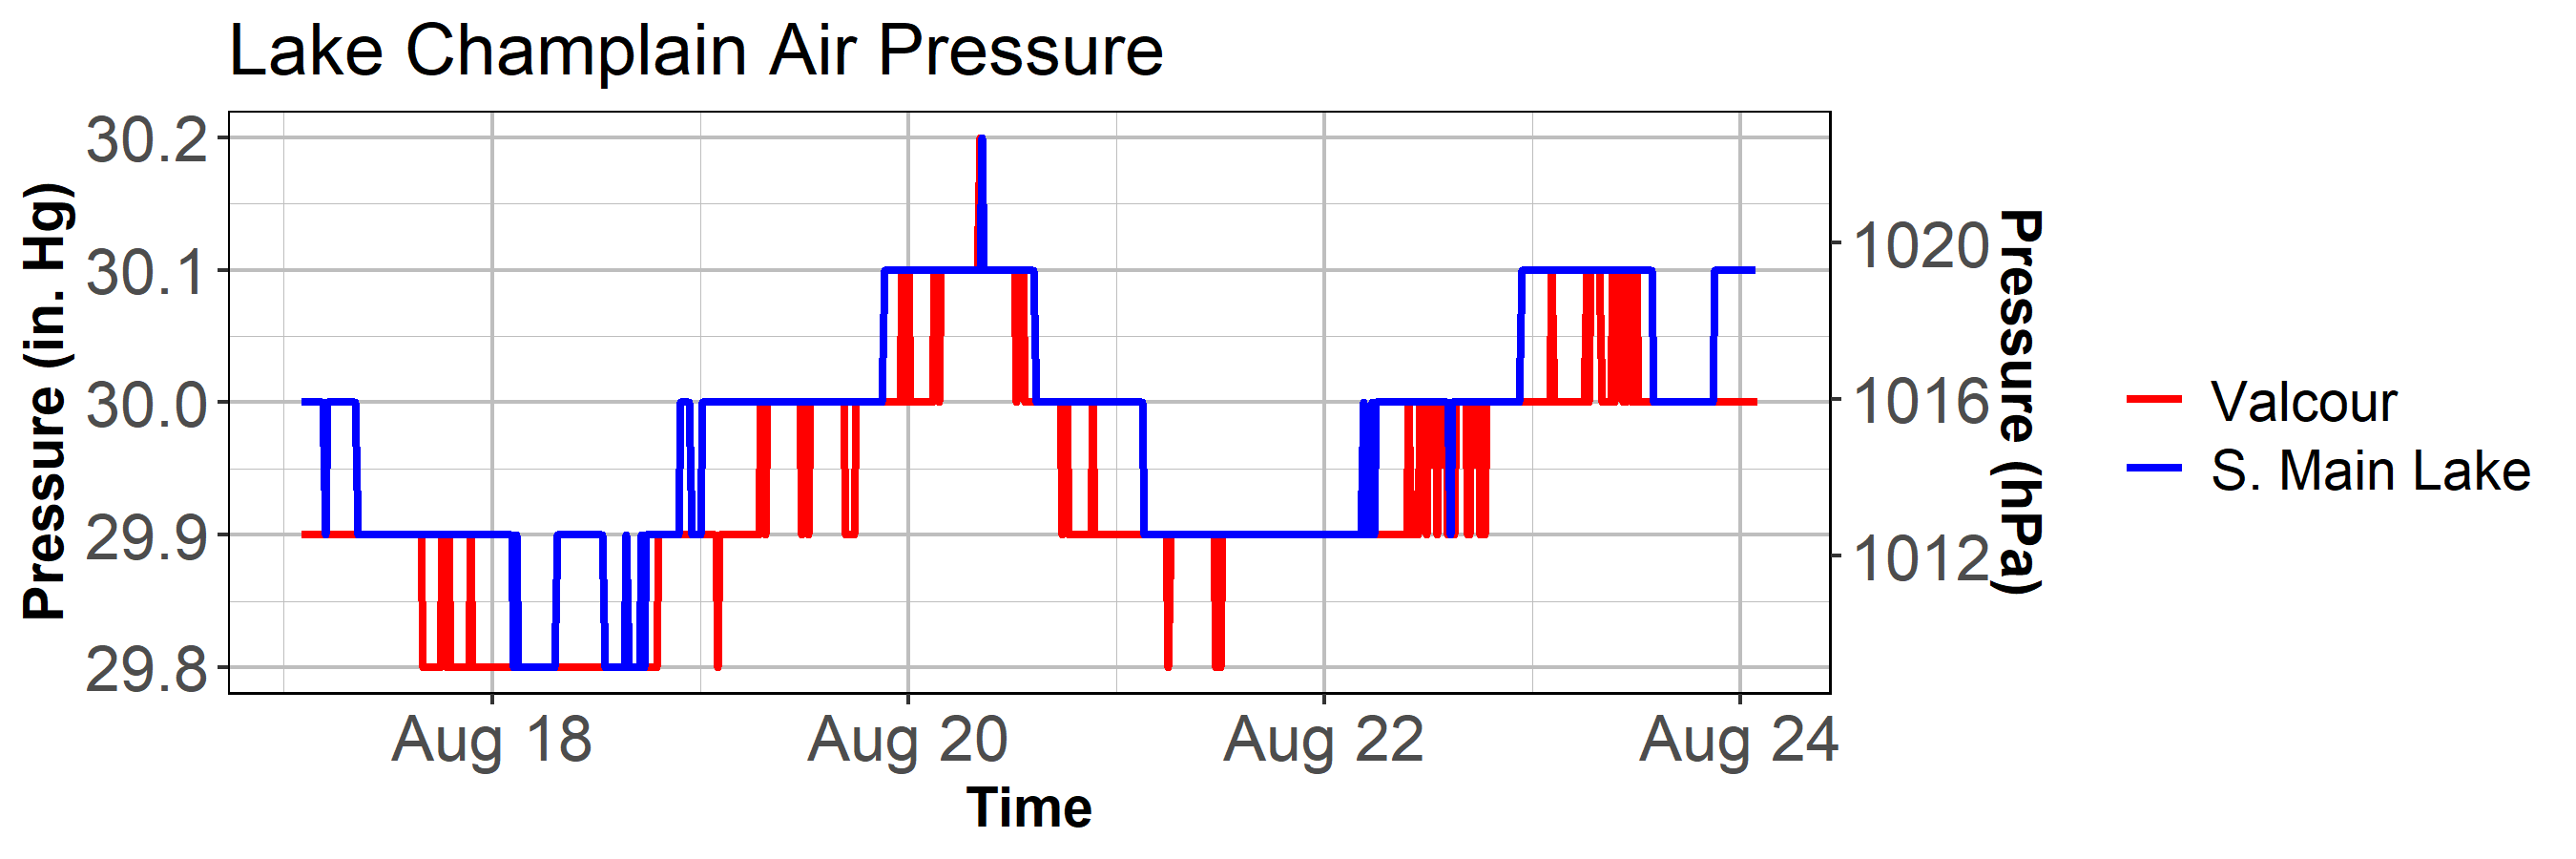 Lake Champlain Air Pressure
Pressure (in. Hg)
30.2
30.1
30.0
29.9
29.8
1020
1016
1012
Pressure (hPa)
Aug 18
Aug 20
Aug 22
Aug 24
Time
Valcour
S. Main Lake